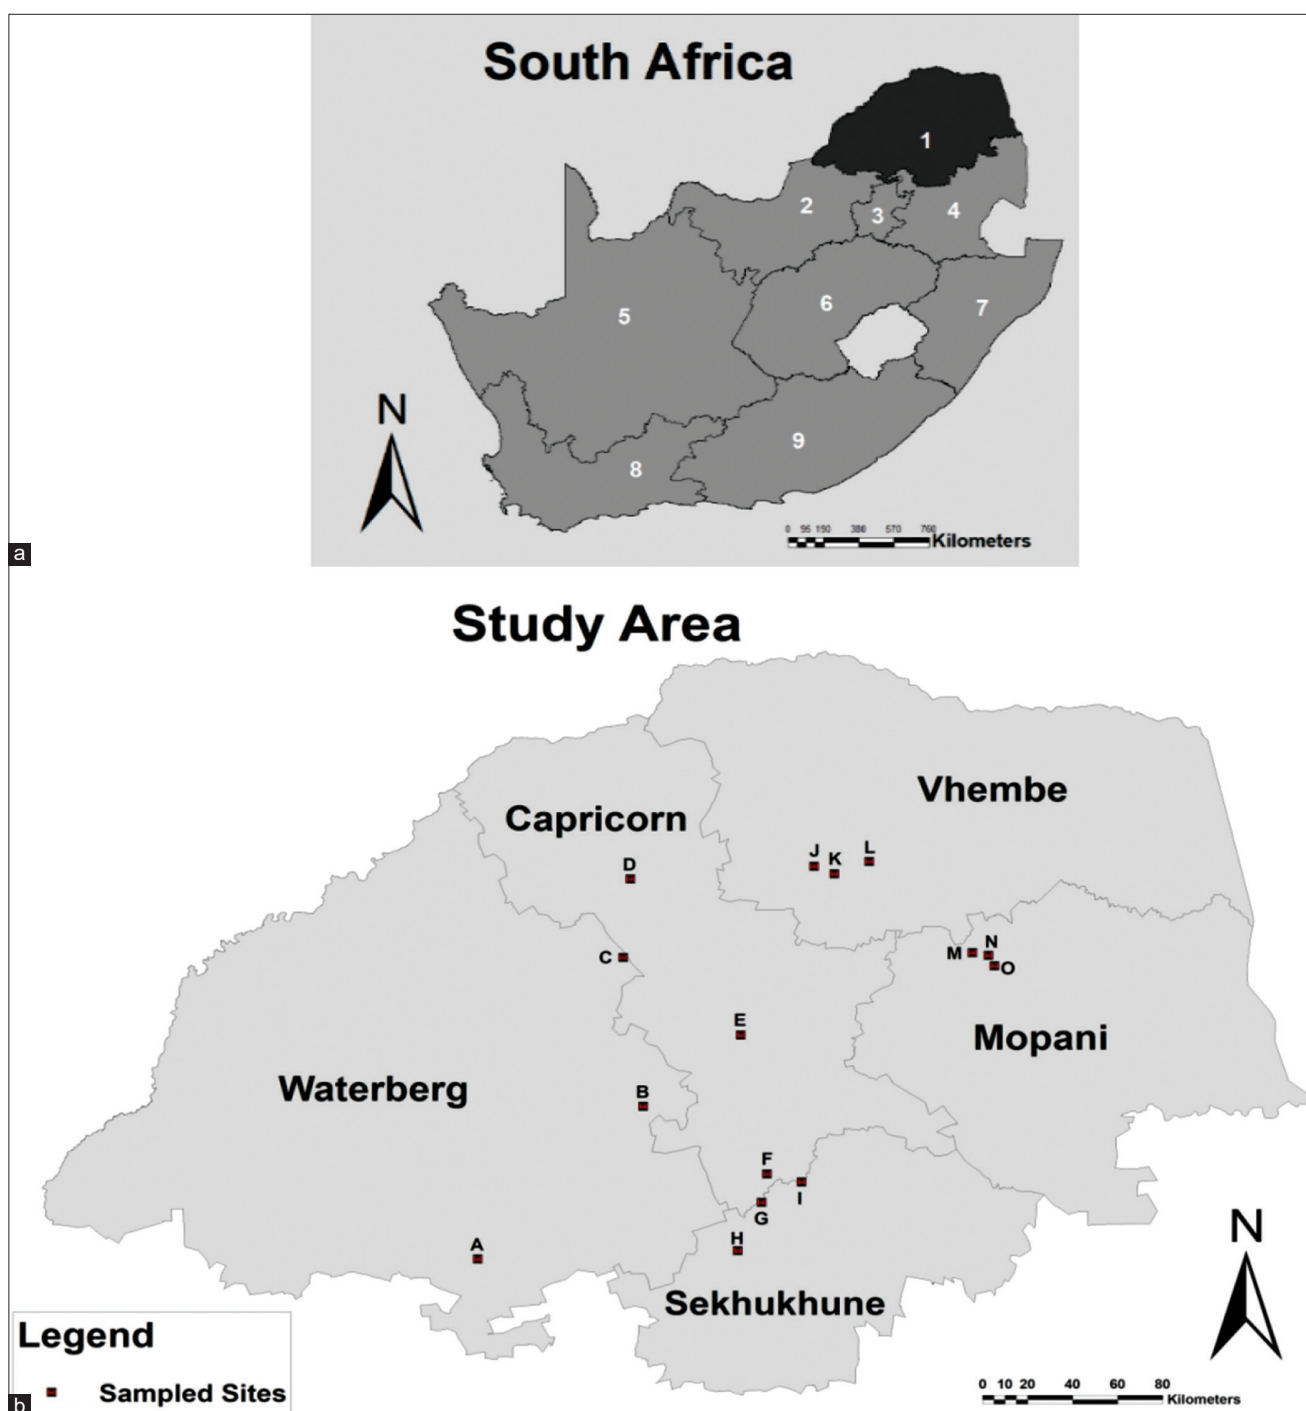 South Africa
1
2
3
4
5
6
7
8
9
N
0 95 190 380 570 760
Kilometers
a
Study Area
Vhembe
Capricorn
D
J
K
L
C
M
N
O
E
Mopani
Waterberg
B
F
I
G
H
A
Sekhukhune
N
Legend
Sampled Sites
0 10 20 40 60 80
Kilometers
b